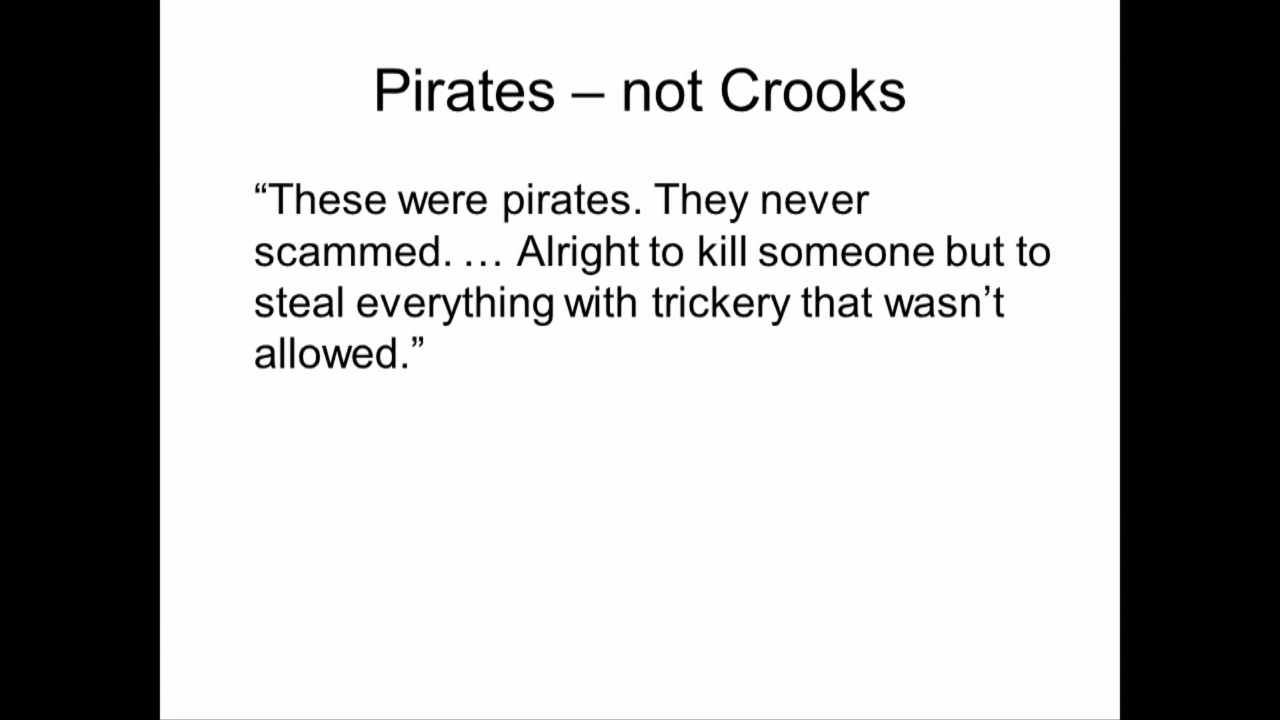 Pirates – not Crooks
“These were pirates. They never
scammed. … Alright to kill someone but to
steal everything with trickery that wasn’t
allowed.”